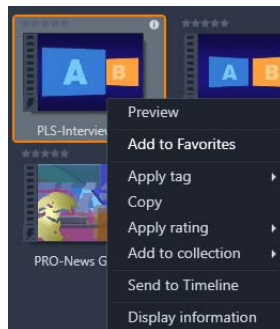 A
B
A
B
PLS-Interview
Preview
Add to Favorites
Apply tag
Copy
PRO-News G
Apply rating
Add to collection
Send to Timeline
Display information